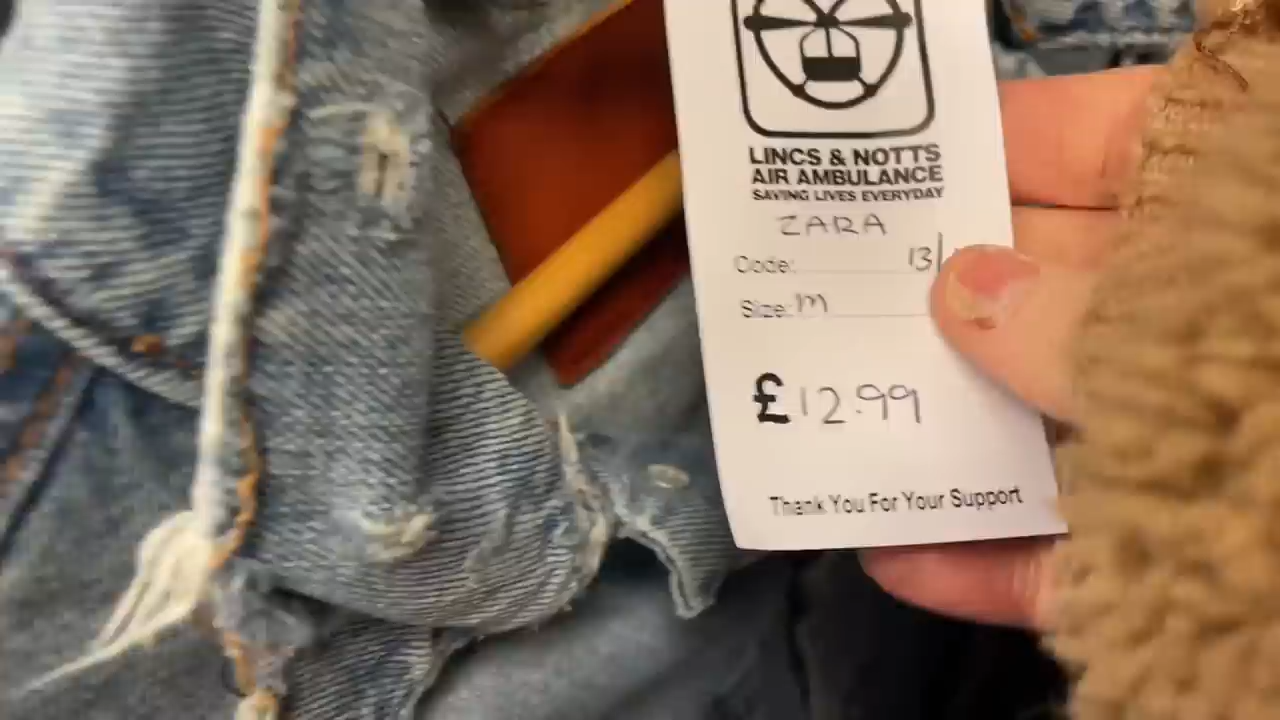 LINCS & NOTTS
AIR AMBULANCE
SAVING LIVES EVERYDAY
ZARA
Code: 13/
Size: M
£12.99
Thank You For Your Support